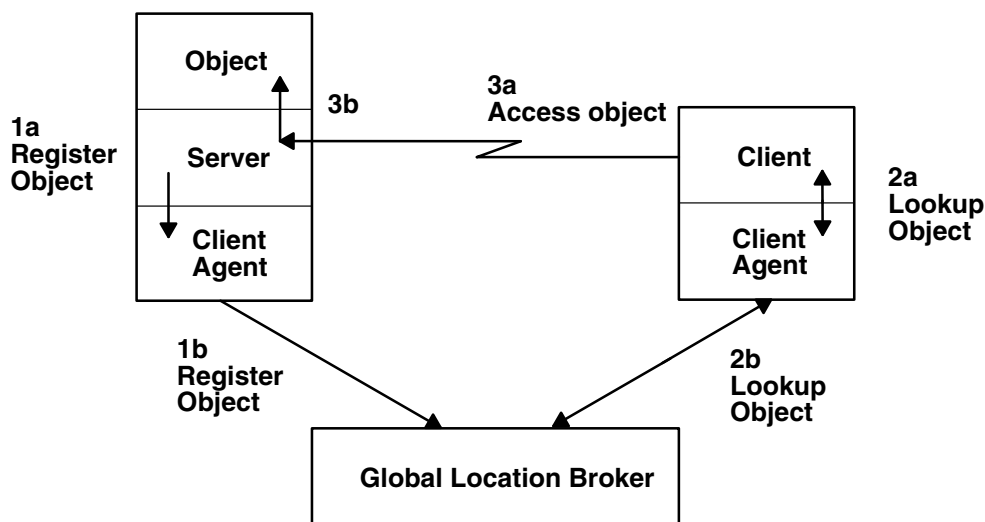 Object
3b
1a
Register
Object
Server
Client
Agent
3a
Access object
Client
Client
Agent
2a
Lookup
Object
1b
Register
Object
2b
Lookup
Object
Global Location Broker